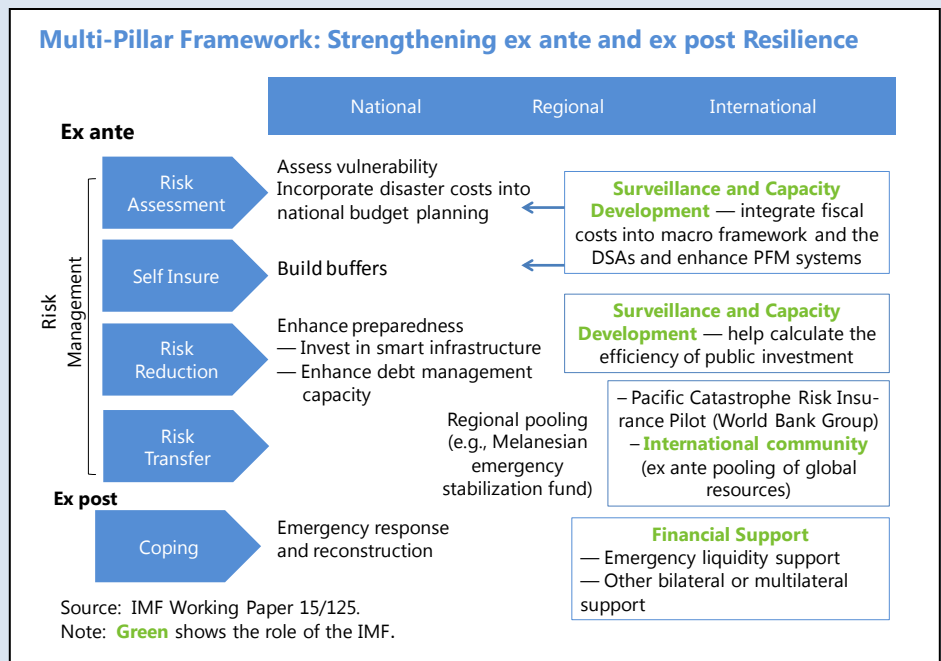 Multi-Pillar Framework: Strengthening ex ante and ex post Resilience
National Regional International
Ex ante
Risk
Management
Risk
Assessment
Assess vulnerability
Incorporate disaster costs into
national budget planning
Surveillance and Capacity
Development — integrate fiscal
costs into macro framework and the
DSAs and enhance PFM systems
Self Insure
Build buffers
Risk
Reduction
Enhance preparedness
— Invest in smart infrastructure
— Enhance debt management
capacity
Surveillance and Capacity
Development — help calculate the
efficiency of public investment
Risk
Transfer
Regional pooling
(e.g., Melanesian
emergency
stabilization fund)
– Pacific Catastrophe Risk Insu-
rance Pilot (World Bank Group)
– International community
(ex ante pooling of global
resources)
Ex post
Coping
Emergency response
and reconstruction
Financial Support
— Emergency liquidity support
— Other bilateral or multilateral
support
Source: IMF Working Paper 15/125.
Note: Green shows the role of the IMF.